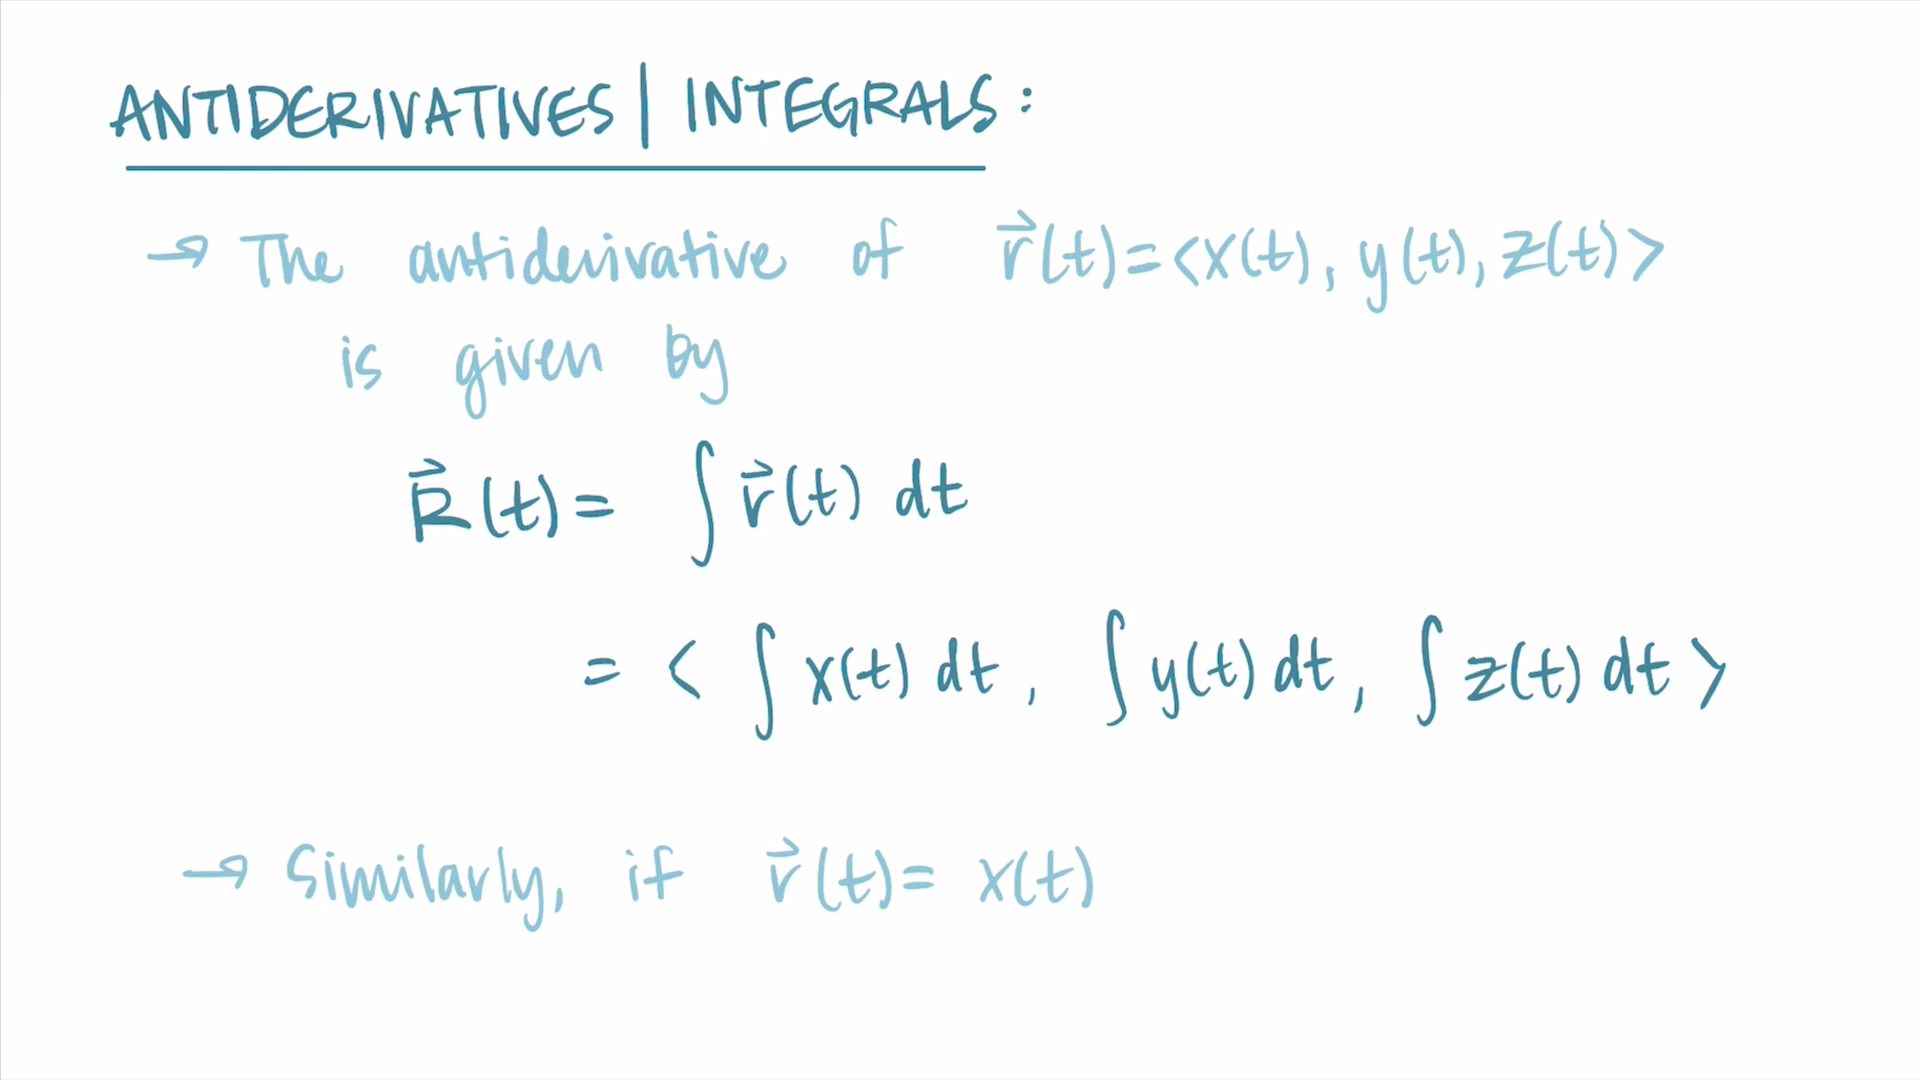 ANTIDERIVATIVES | INTEGRALS:
→ The antiderivative of r⃗(t)=<x(t), y(t), z(t)>
is given by
R⃗(t)= ∫ r⃗(t) dt
= < ∫ x(t) dt, ∫ y(t) dt, ∫ z(t) dt >
→ Similarly, if r⃗(t)= x(t)